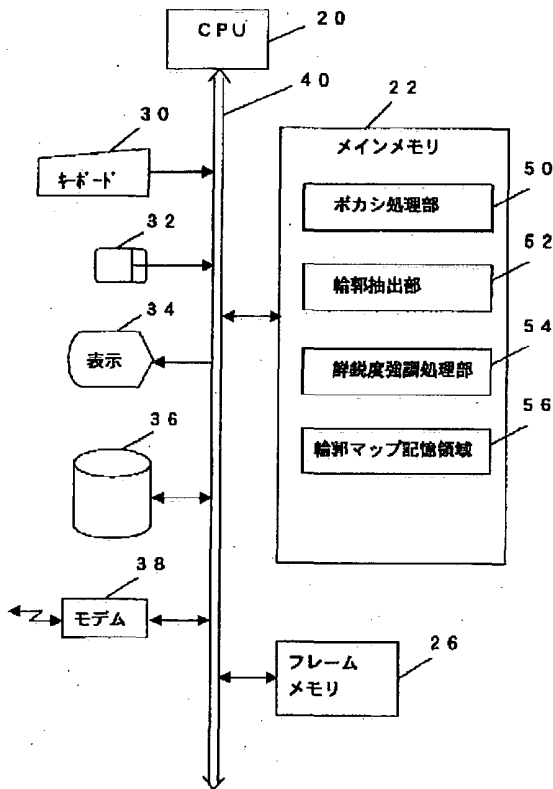 CPU
20
40
22
メインメモリ
30
キーボード
50
ボカシ処理部
32
52
輪郭抽出部
34
表示
54
鮮鋭度強調処理部
36
56
輪郭マップ記憶領域
38
モデム
26
フレーム
メモリ